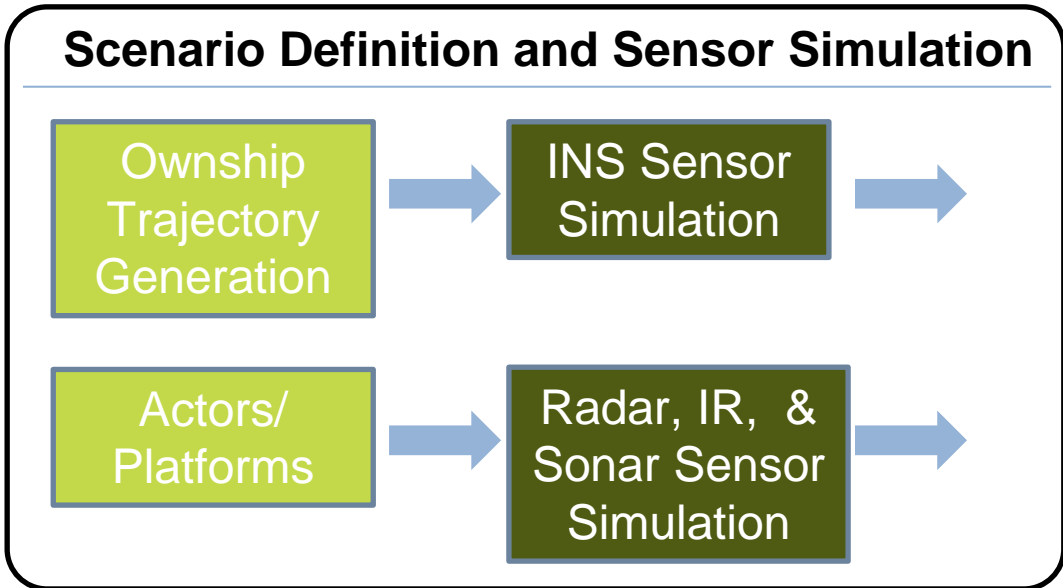 Scenario Definition and Sensor Simulation
Ownship
Trajectory
Generation
INS Sensor
Simulation
Actors/
Platforms
Radar, IR, &
Sonar Sensor
Simulation